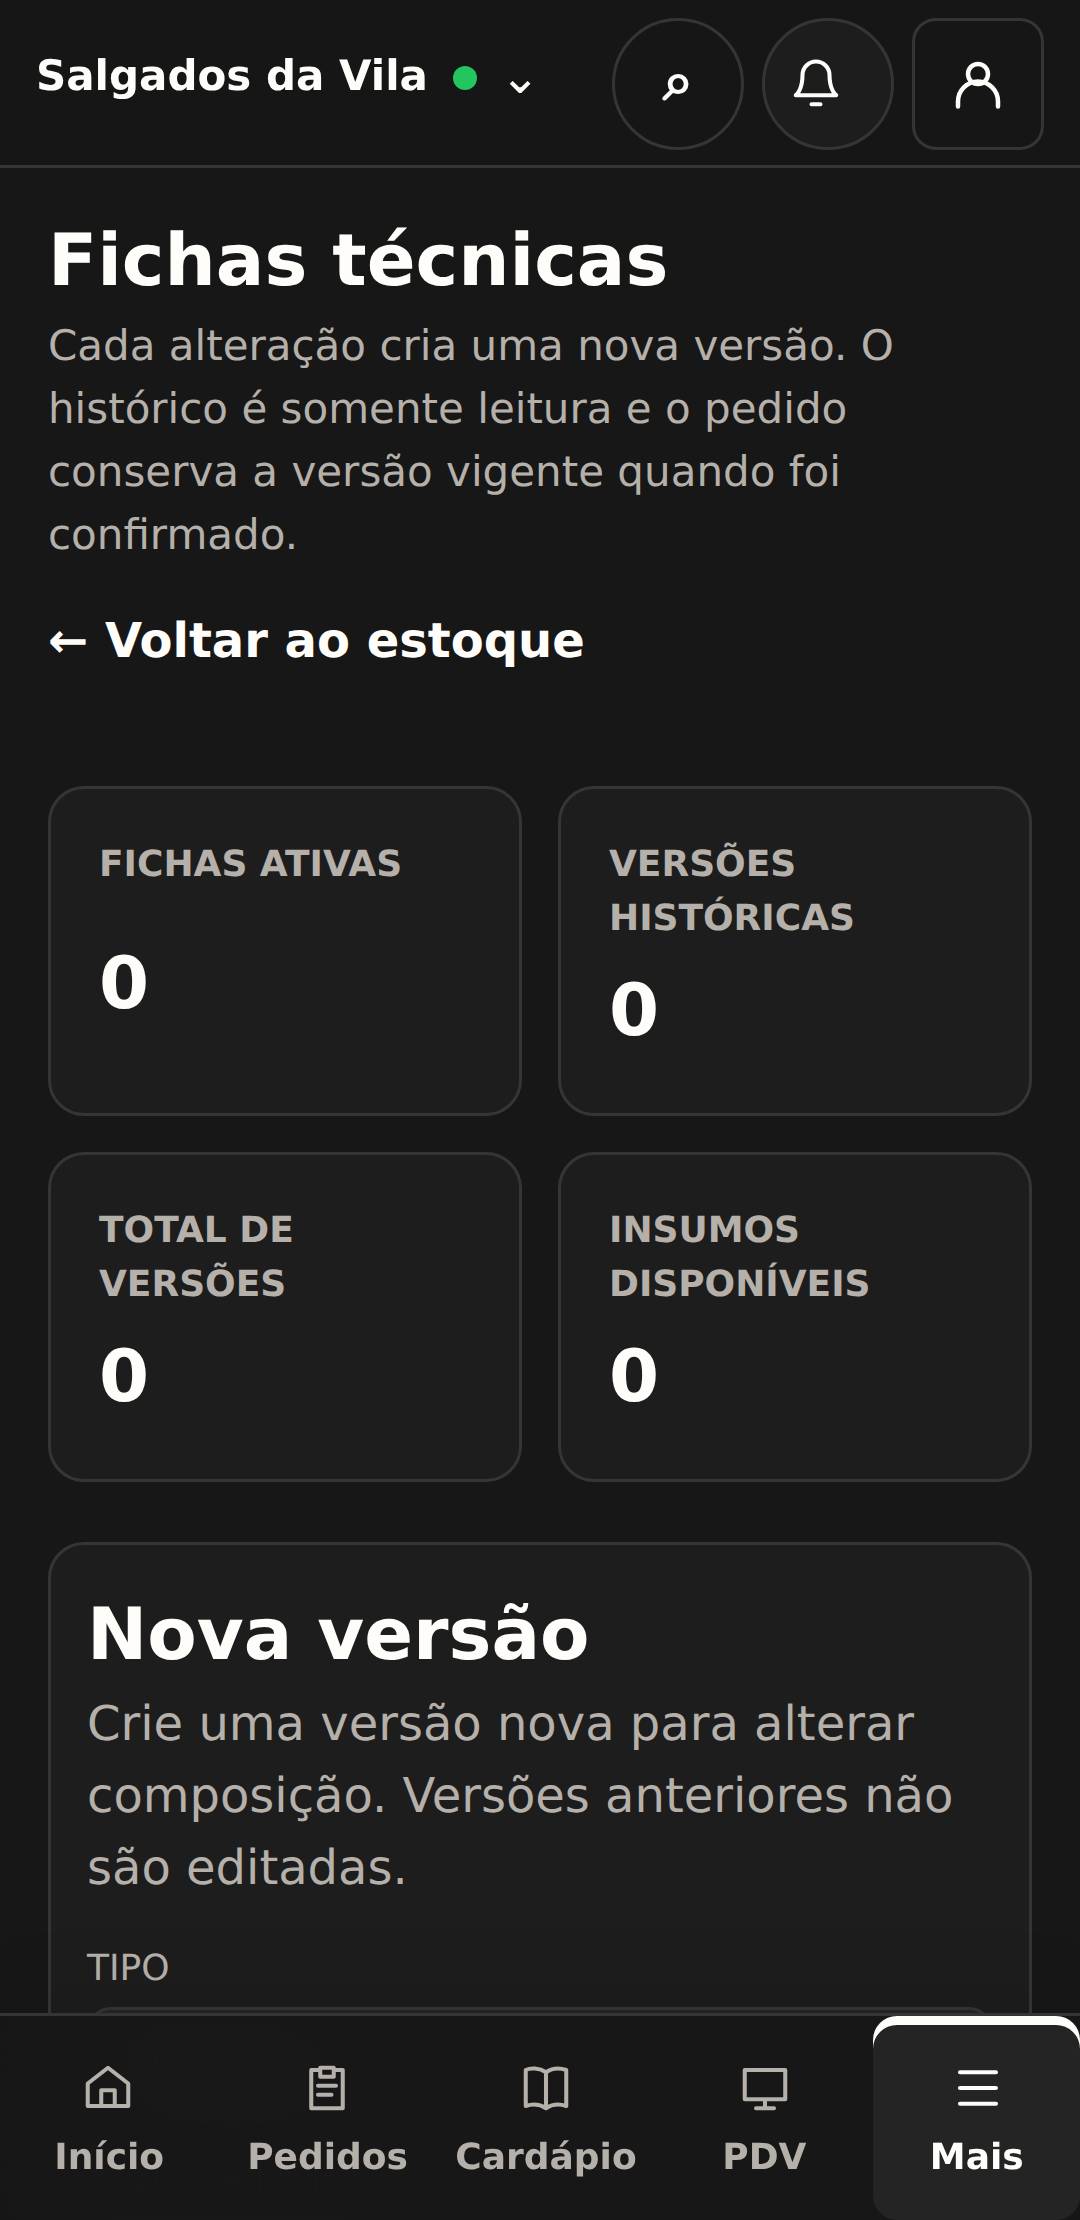 Salgados da Vila
Fichas técnicas
Cada alteração cria uma nova versão. O
histórico é somente leitura e o pedido
conserva a versão vigente quando foi
confirmado.
← Voltar ao estoque
FICHAS ATIVAS
0
VERSÕES
HISTÓRICAS
0
TOTAL DE
VERSÕES
0
INSUMOS
DISPONÍVEIS
0
Nova versão
Crie uma versão nova para alterar
composição. Versões anteriores não
são editadas.
TIPO
Início
Pedidos
Cardápio
PDV
Mais